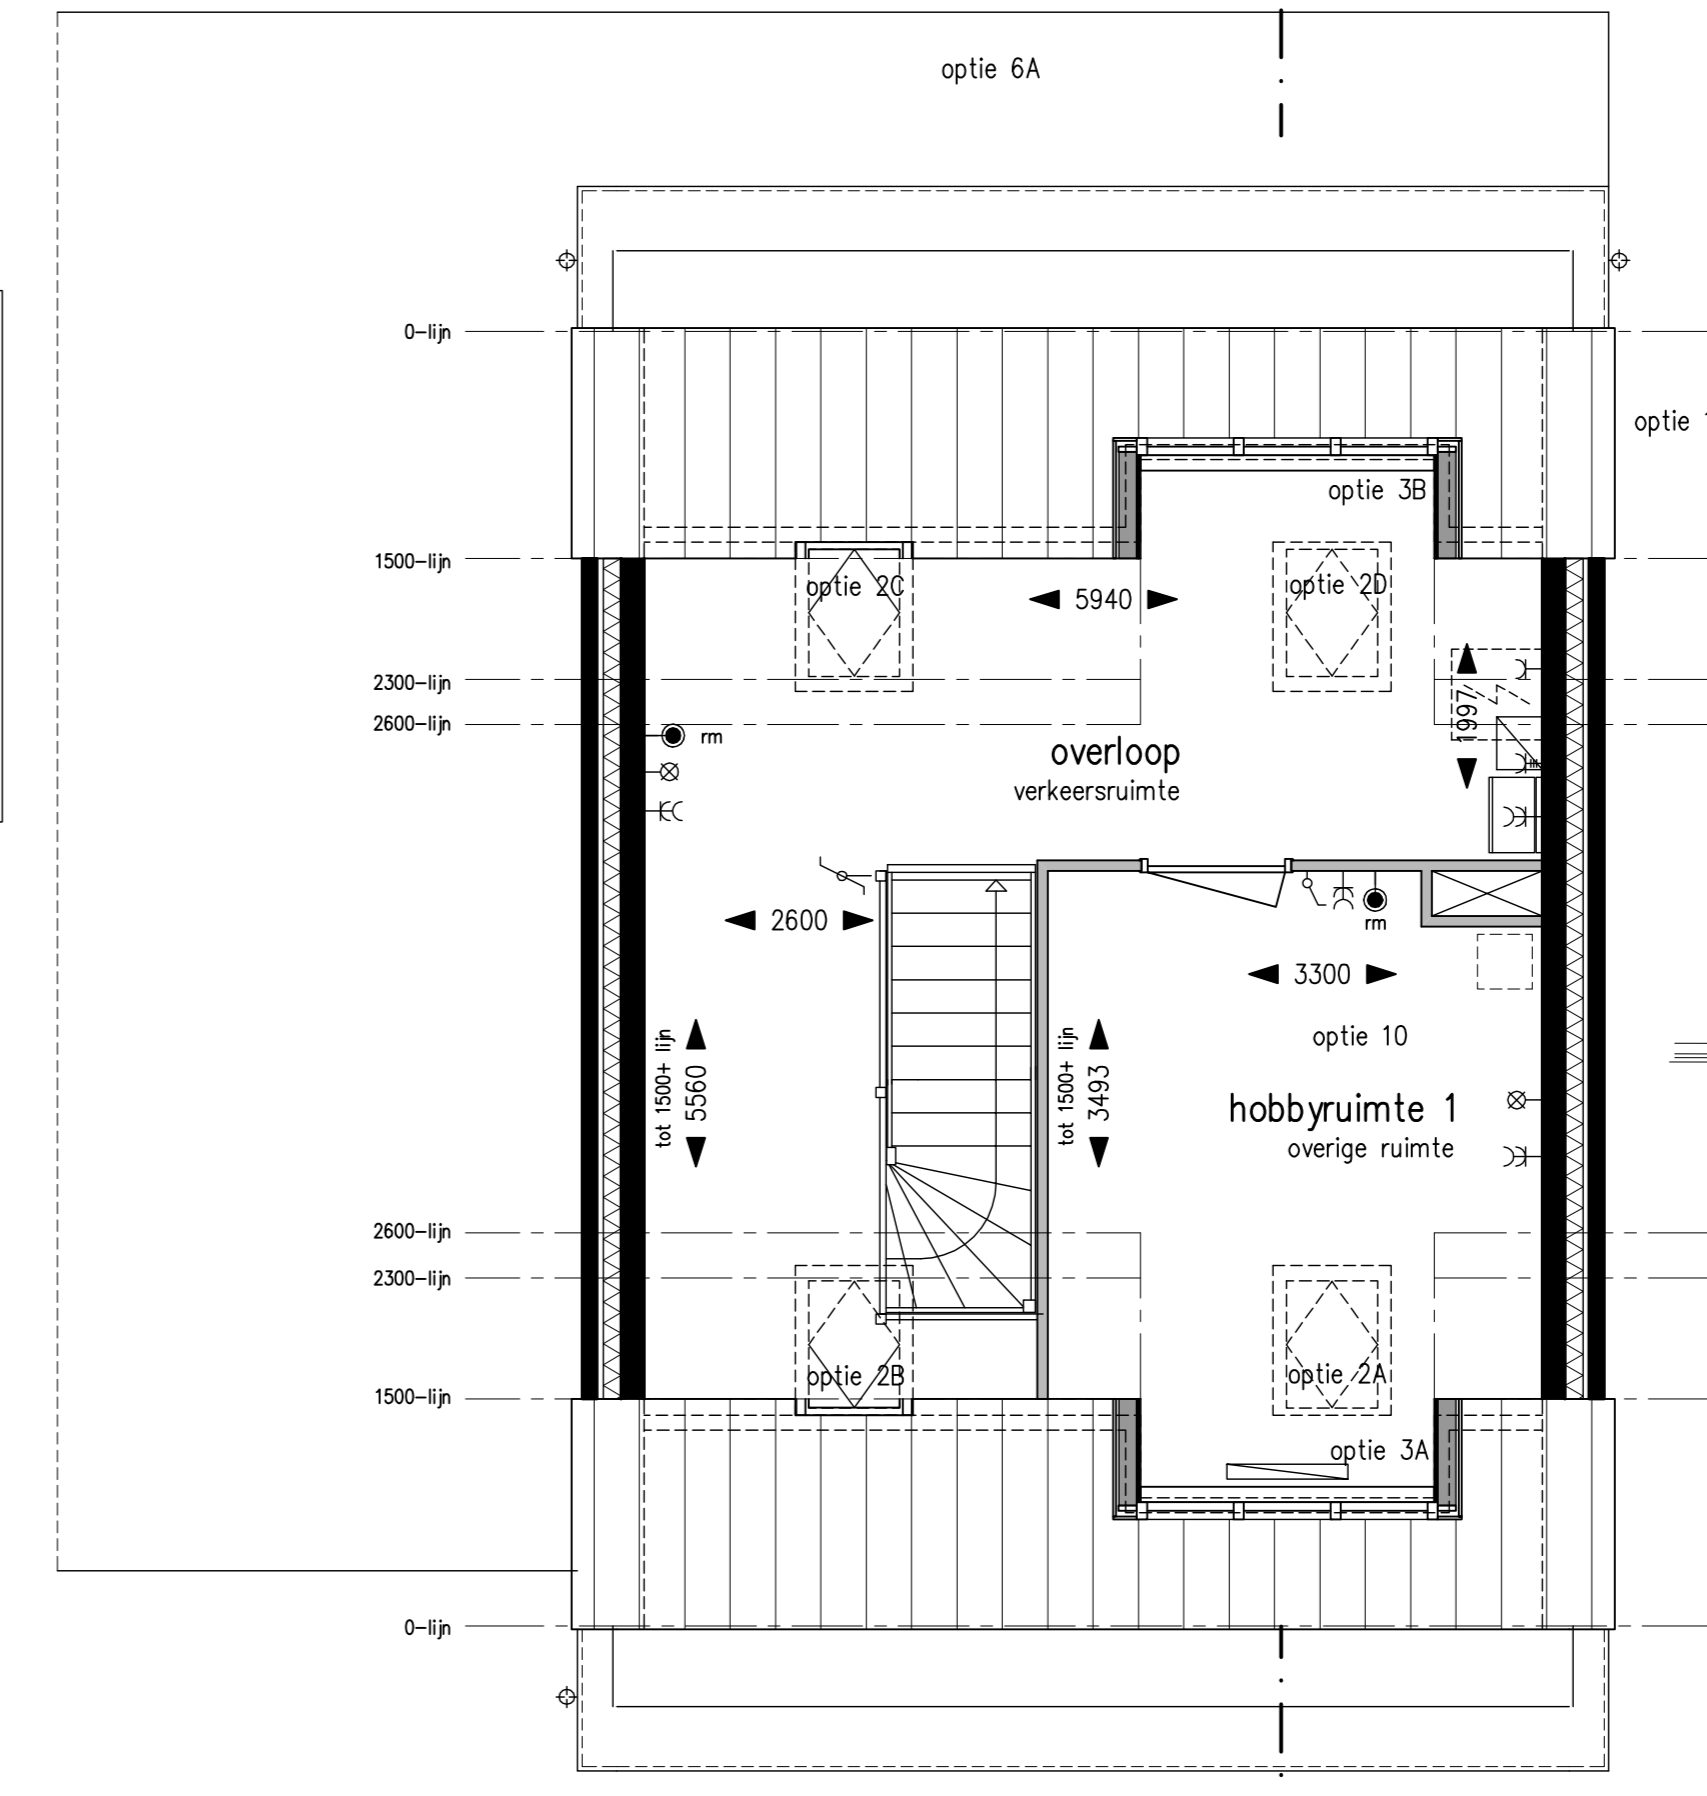 optie 6A
0-lijn
optie
optie 3B
1500-lijn
optie 2C
5940
optie 2D
2300-lijn
2600-lijn
1997
rm
overloop
verkeersruimte
2600
rm
3300
tot 1500+ lijn
5560
tot 1500+ lijn
3493
optie 10
hobbyruimte 1
overige ruimte
2600-lijn
2300-lijn
optie 2B
optie 2A
1500-lijn
optie 3A
0-lijn